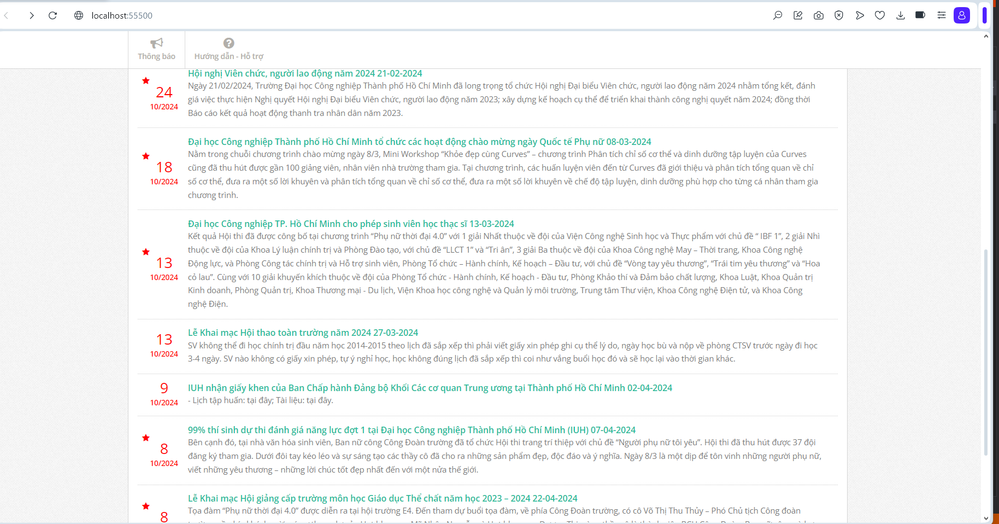 localhost:55500
Thông báo
Hướng dẫn - Hỗ trợ
Hội nghị Viên chức, người lao động năm 2024 21-02-2024
24
10/2024
Ngày 21/02/2024, Trường Đại học Công nghiệp Thành phố Hồ Chí Minh đã long trọng tổ chức Hội nghị Đại biểu Viên chức, người lao động năm 2024 nhằm tổng kết, đánh
giá việc thực hiện Nghị quyết Hội nghị Đại biểu Viên chức, người lao động năm 2023; xây dựng kế hoạch cụ thể để triển khai thành công nghị quyết năm 2024; đồng thời
Báo cáo kết quả hoạt động thanh tra nhân dân năm 2023.
Đại học Công nghiệp Thành phố Hồ Chí Minh tổ chức các hoạt động chào mừng ngày Quốc tế Phụ nữ 08-03-2024
18
10/2024
Nằm trong chuỗi chương trình chào mừng ngày 8/3, Mini Workshop “Khỏe đẹp cùng Curves” – chương trình Phân tích chỉ số cơ thể và dinh dưỡng tập luyện của Curves
cũng đã thu hút được gần 100 giảng viên, nhân viên nhà trường tham gia. Tại chương trình, các huấn luyện viên đến từ Curves đã giới thiệu và phân tích tổng quan về chỉ
số cơ thể, đưa ra một số lời khuyên và phân tích tổng quan về chỉ số cơ thể, đưa ra một số lời khuyên về chế độ tập luyện, dinh dưỡng phù hợp cho từng cá nhân tham gia
chương trình.
Đại học Công nghiệp TP. Hồ Chí Minh cho phép sinh viên học thạc sĩ 13-03-2024
13
10/2024
Kết quả Hội thi đã được công bố tại chương trình “Phụ nữ thời đại 4.0” với 1 giải Nhất thuộc về đội của Viện Công nghệ Sinh học và Thực phẩm với chủ đề “ IBF 1”, 2 giải Nhì
thuộc về đội của Khoa Lý luận chính trị và Phòng Đào tạo, với chủ đề “LLCT 1” và “Tri ân”, 3 giải Ba thuộc về đội của Khoa Công nghệ May – Thời trang, Khoa Công nghệ
Động lực, và Phòng Công tác chính trị và Hỗ trợ sinh viên, Phòng Tổ chức – Hành chính, Kế hoạch – Đầu tư, với chủ đề “Vòng tay yêu thương”, “Trái tim yêu thương” và “Hoa
cỏ lau”. Cùng với 10 giải khuyến khích thuộc về đội của Phòng Tổ chức - Hành chính, Kế hoạch - Đầu tư, Phòng Khảo thí và Đảm bảo chất lượng, Khoa Luật, Khoa Quản trị
Kinh doanh, Phòng Quản trị, Khoa Thương mại - Du lịch, Viện Khoa học công nghệ và Quản lý môi trường, Trung tâm Thư viện, Khoa Công nghệ Điện tử, và Khoa Công
nghệ Điện.
Lễ Khai mạc Hội thao toàn trường năm 2024 27-03-2024
13
10/2024
SV không thể đi học chính trị đầu năm học 2014-2015 theo lịch đã sắp xếp thì phải viết giấy xin phép ghi cụ thể lý do, ngày học bù và nộp về phòng CTSV trước ngày đi học
3-4 ngày. SV nào không có giấy xin phép, tự ý nghỉ học, học không đúng lịch đã sắp xếp thì coi như vắng buổi học đó và sẽ học lại vào thời gian khác.
IUH nhận giấy khen của Ban Chấp hành Đảng bộ Khối Các cơ quan Trung ương tại Thành phố Hồ Chí Minh 02-04-2024
9
10/2024
- Lịch tập huấn: tại đây; Tài liệu: tại đây.
99% thí sinh dự thi đánh giá năng lực đợt 1 tại Đại học Công nghiệp Thành phố Hồ Chí Minh (IUH) 07-04-2024
8
10/2024
Bên cạnh đó, tại nhà văn hóa sinh viên, Ban nữ công Công Đoàn trường đã tổ chức Hội thi trang trí thiệp với chủ đề “Người phụ nữ tôi yêu”. Hội thi đã thu hút được 37 đội
đăng ký tham gia. Dưới đôi tay kéo léo và sự sáng tạo các thầy cô đã cho ra những sản phẩm đẹp, độc đáo và ý nghĩa. Ngày 8/3 là một dịp để tôn vinh những người phụ nữ,
viết những yêu thương – những lời chúc tốt đẹp nhất đến với một nửa thế giới.
Lễ Khai mạc Hội giảng cấp trường môn học Giáo dục Thể chất năm học 2023 – 2024 22-04-2024
8
Tọa đàm “Phụ nữ thời đại 4.0” được diễn ra tại hội trường E4. Đến tham dự buổi tọa đàm, về phía Công Đoàn trường, có cô Võ Thị Thu Thủy – Phó Chủ tịch Công đoàn